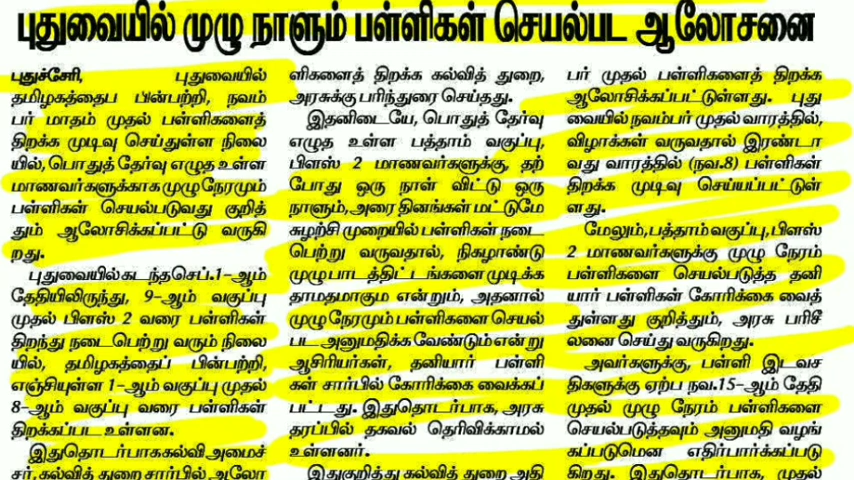 புதுவையில் முழு நாளும் பள்ளிகள் செயல்பட ஆலோசனை
புதுச்சேரி, புதுவையில்
தமிழகத்தைப பின்பற்றி, நவம்
பர் மாதம் முதல் பள்ளிகளைத்
திறக்க முடிவு செய்துள்ள நிலை
யில், பொதுத் தேர்வு எழுத உள்ள
மாணவர்களுக்காக முழு நேரமும்
பள்ளிகள் செயல்படுவது குறித்
தும் ஆலோசிக்கப்பட்டு வருகி
றது.
புதுவையில் கடந்த செப்.1-ஆம்
தேதியிலிருந்து, 9-ஆம் வகுப்பு
முதல் பிளஸ் 2 வரை பள்ளிகள்
திறந்து நடைபெற்று வரும் நிலை
யில், தமிழகத்தைப் பின்பற்றி,
எஞ்சியுள்ள 1-ஆம் வகுப்பு முதல்
8-ஆம் வகுப்பு வரை பள்ளிகள்
திறக்கப்பட உள்ளன.
இதுதொடர்பாக கல்வி அமைச்
சர், கல்வித் துறை சார்பில், ஆலோ
ளிகளைத் திறக்க கல்வித் துறை,
அரசுக்கு பரிந்துரை செய்தது.
இதனிடையே, பொதுத் தேர்வு
எழுத உள்ள பத்தாம் வகுப்பு,
பிளஸ் 2 மாணவர்களுக்கு, தற்
போது ஒரு நாள் விட்டு ஒரு
நாளும், அரை தினங்கள் மட்டுமே
சுழற்சி முறையில் பள்ளிகள் நடை
பெற்று வருவதால், நிகழாண்டு
முழு பாடத்திட்டங்களை முடிக்க
தாமதமாகும் என்றும், அதனால்
முழு நேரமும் பள்ளிகளை செயல்
பட அனுமதிக்க வேண்டும் என்று
ஆசிரியர்கள், தனியார் பள்ளி
கள் சார்பில் கோரிக்கை வைக்கப்
பட்டது. இதுதொடர்பாக, அரசு
தரப்பில் தகவல் தெரிவிக்காமல்
உள்ளனர்.
இதுகுறித்து கல்வித் துறை அதி
பர் முதல் பள்ளிகளைத் திறக்க
ஆலோசிக்கப்பட்டுள்ளது. புது
வையில் நவம்பர் முதல் வாரத்தில்,
விழாக்கள் வருவதால் இரண்டா
வது வாரத்தில் (நவ.8) பள்ளிகள்
திறக்க முடிவு செய்யப்பட்டுள்
ளது.
மேலும், பத்தாம் வகுப்பு, பிளஸ்
2 மாணவர்களுக்கு முழு நேரம்
பள்ளிகளை செயல்படுத்த தனி
யார் பள்ளிகள் கோரிக்கை வைத்
துள்ளது குறித்தும், அரசு பரிசீ
லனை செய்து வருகிறது.
அவர்களுக்கு, பள்ளி இடவச
திகளுக்கு ஏற்ப நவ.15-ஆம் தேதி
முதல் முழு நேரம் பள்ளிகளை
செயல்படுத்தவும் அனுமதி வழங்
கப்படுமென எதிர்பார்க்கப்படு
கிறது. இதுதொடர்பாக, முதல்